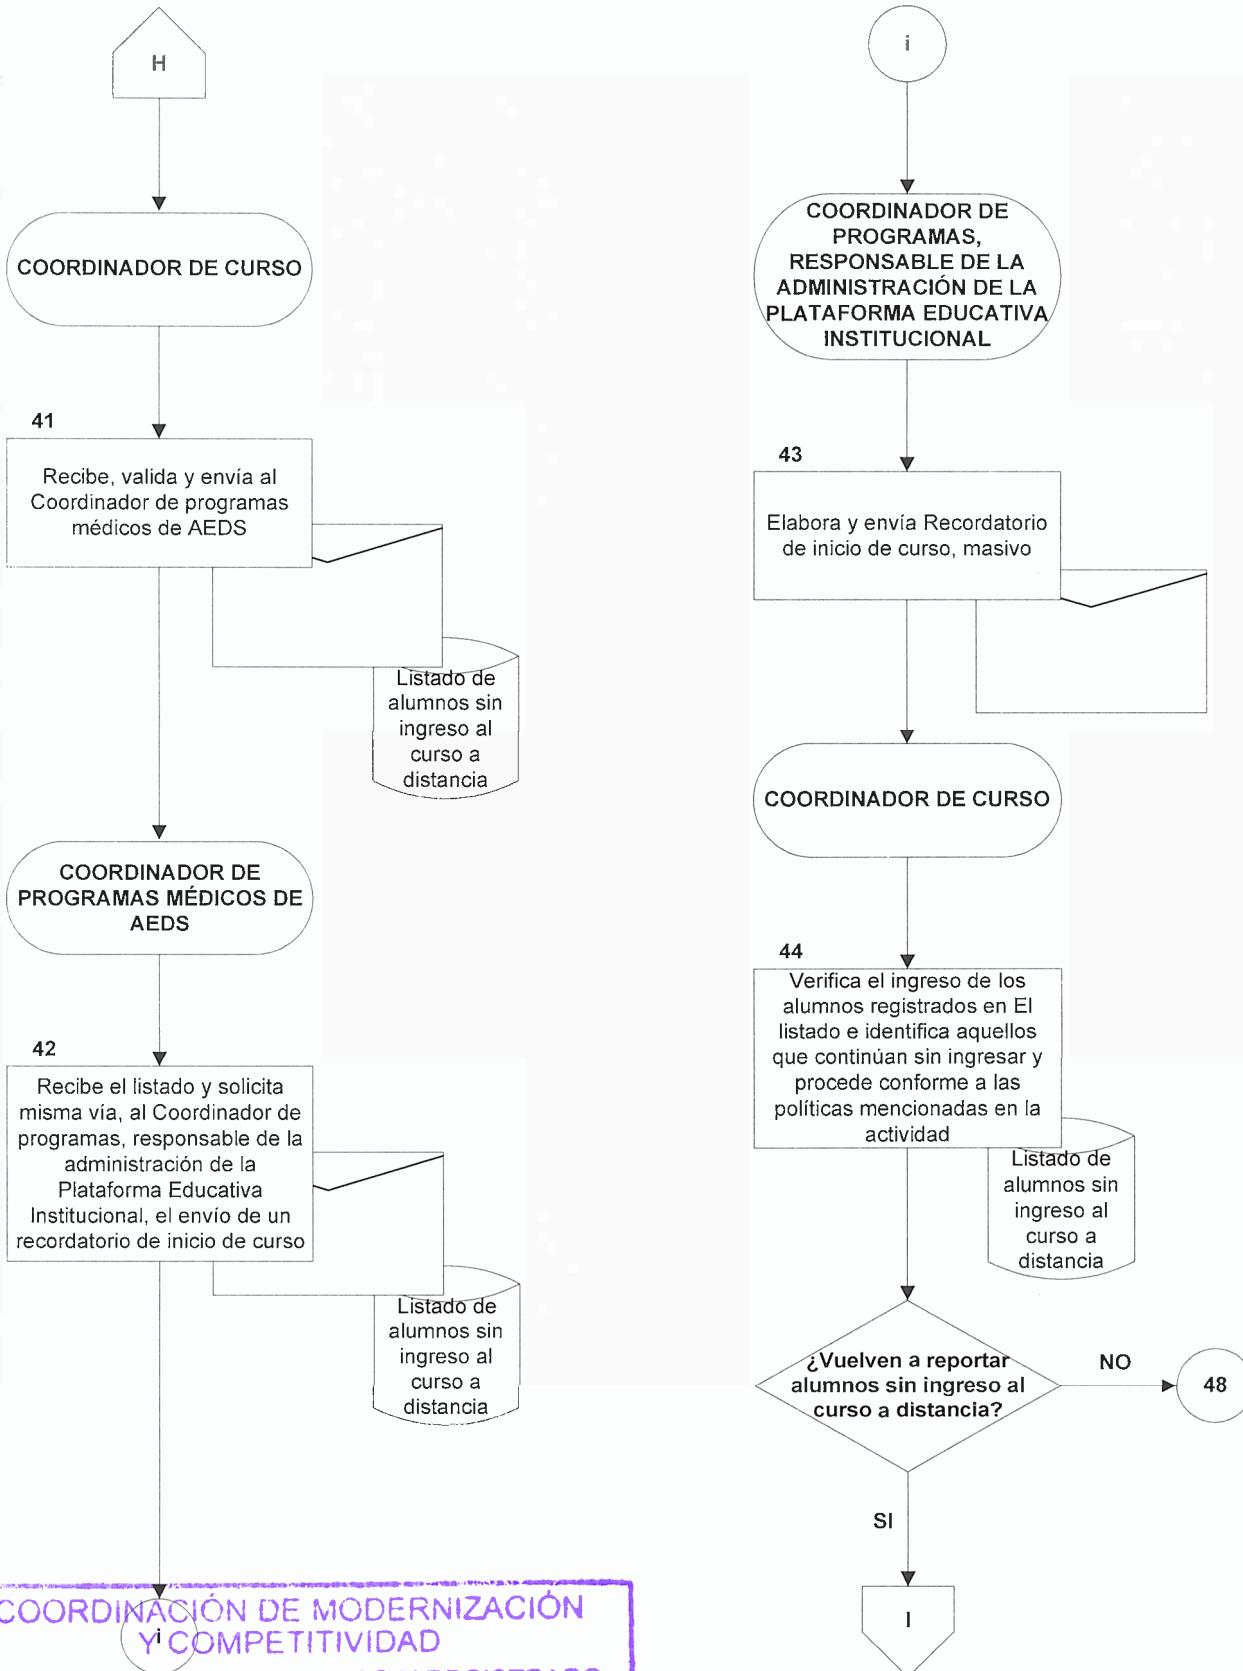 H
COORDINADOR DE CURSO
41
Recibe, valida y envía al
Coordinador de programas
médicos de AEDS
Listado de
alumnos sin
ingreso al
curso a
distancia
COORDINADOR DE
PROGRAMAS MÉDICOS DE
AEDS
42
Recibe el listado y solicita
misma vía, al Coordinador de
programas, responsable de la
administración de la
Plataforma Educativa
Institucional, el envío de un
recordatorio de inicio de curso
Listado de
alumnos sin
ingreso al
curso a
distancia
i
COORDINACIÓN DE MODERNIZACIÓN
Y COMPETITIVIDAD
i
COORDINADOR DE
PROGRAMAS,
RESPONSABLE DE LA
ADMINISTRACIÓN DE LA
PLATAFORMA EDUCATIVA
INSTITUCIONAL
43
Elabora y envía Recordatorio
de inicio de curso, masivo
COORDINADOR DE CURSO
44
Verifica el ingreso de los
alumnos registrados en El
listado e identifica aquellos
que continúan sin ingresar y
procede conforme a las
políticas mencionadas en la
actividad
Listado de
alumnos sin
ingreso al
curso a
distancia
¿Vuelven a reportar
alumnos sin ingreso al
curso a distancia?
NO
48
SI
I